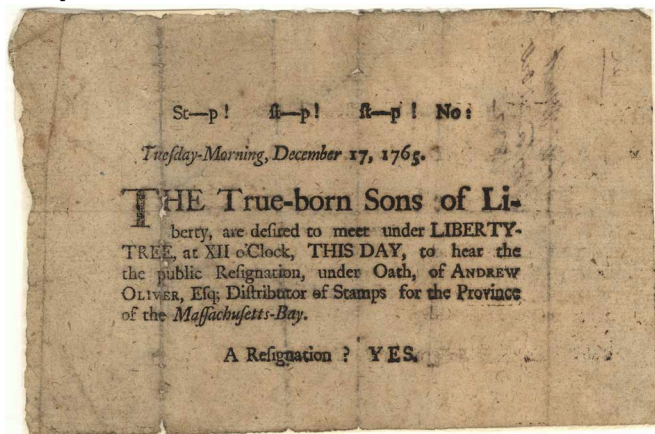 St—p! ſt—p! ſt—p! No:
Tueſday-Morning, December 17, 1765.
THE True-born Sons of Li-
berty, are deſired to meet under LIBERTY-
TREE, at XII o'Clock, THIS DAY, to hear the
the public Reſignation, under Oath, of ANDREW
OLIVER, Eſq; Diſtributor of Stamps for the Province
of the Maſſachuſetts-Bay.
A Reſignation ? YES.